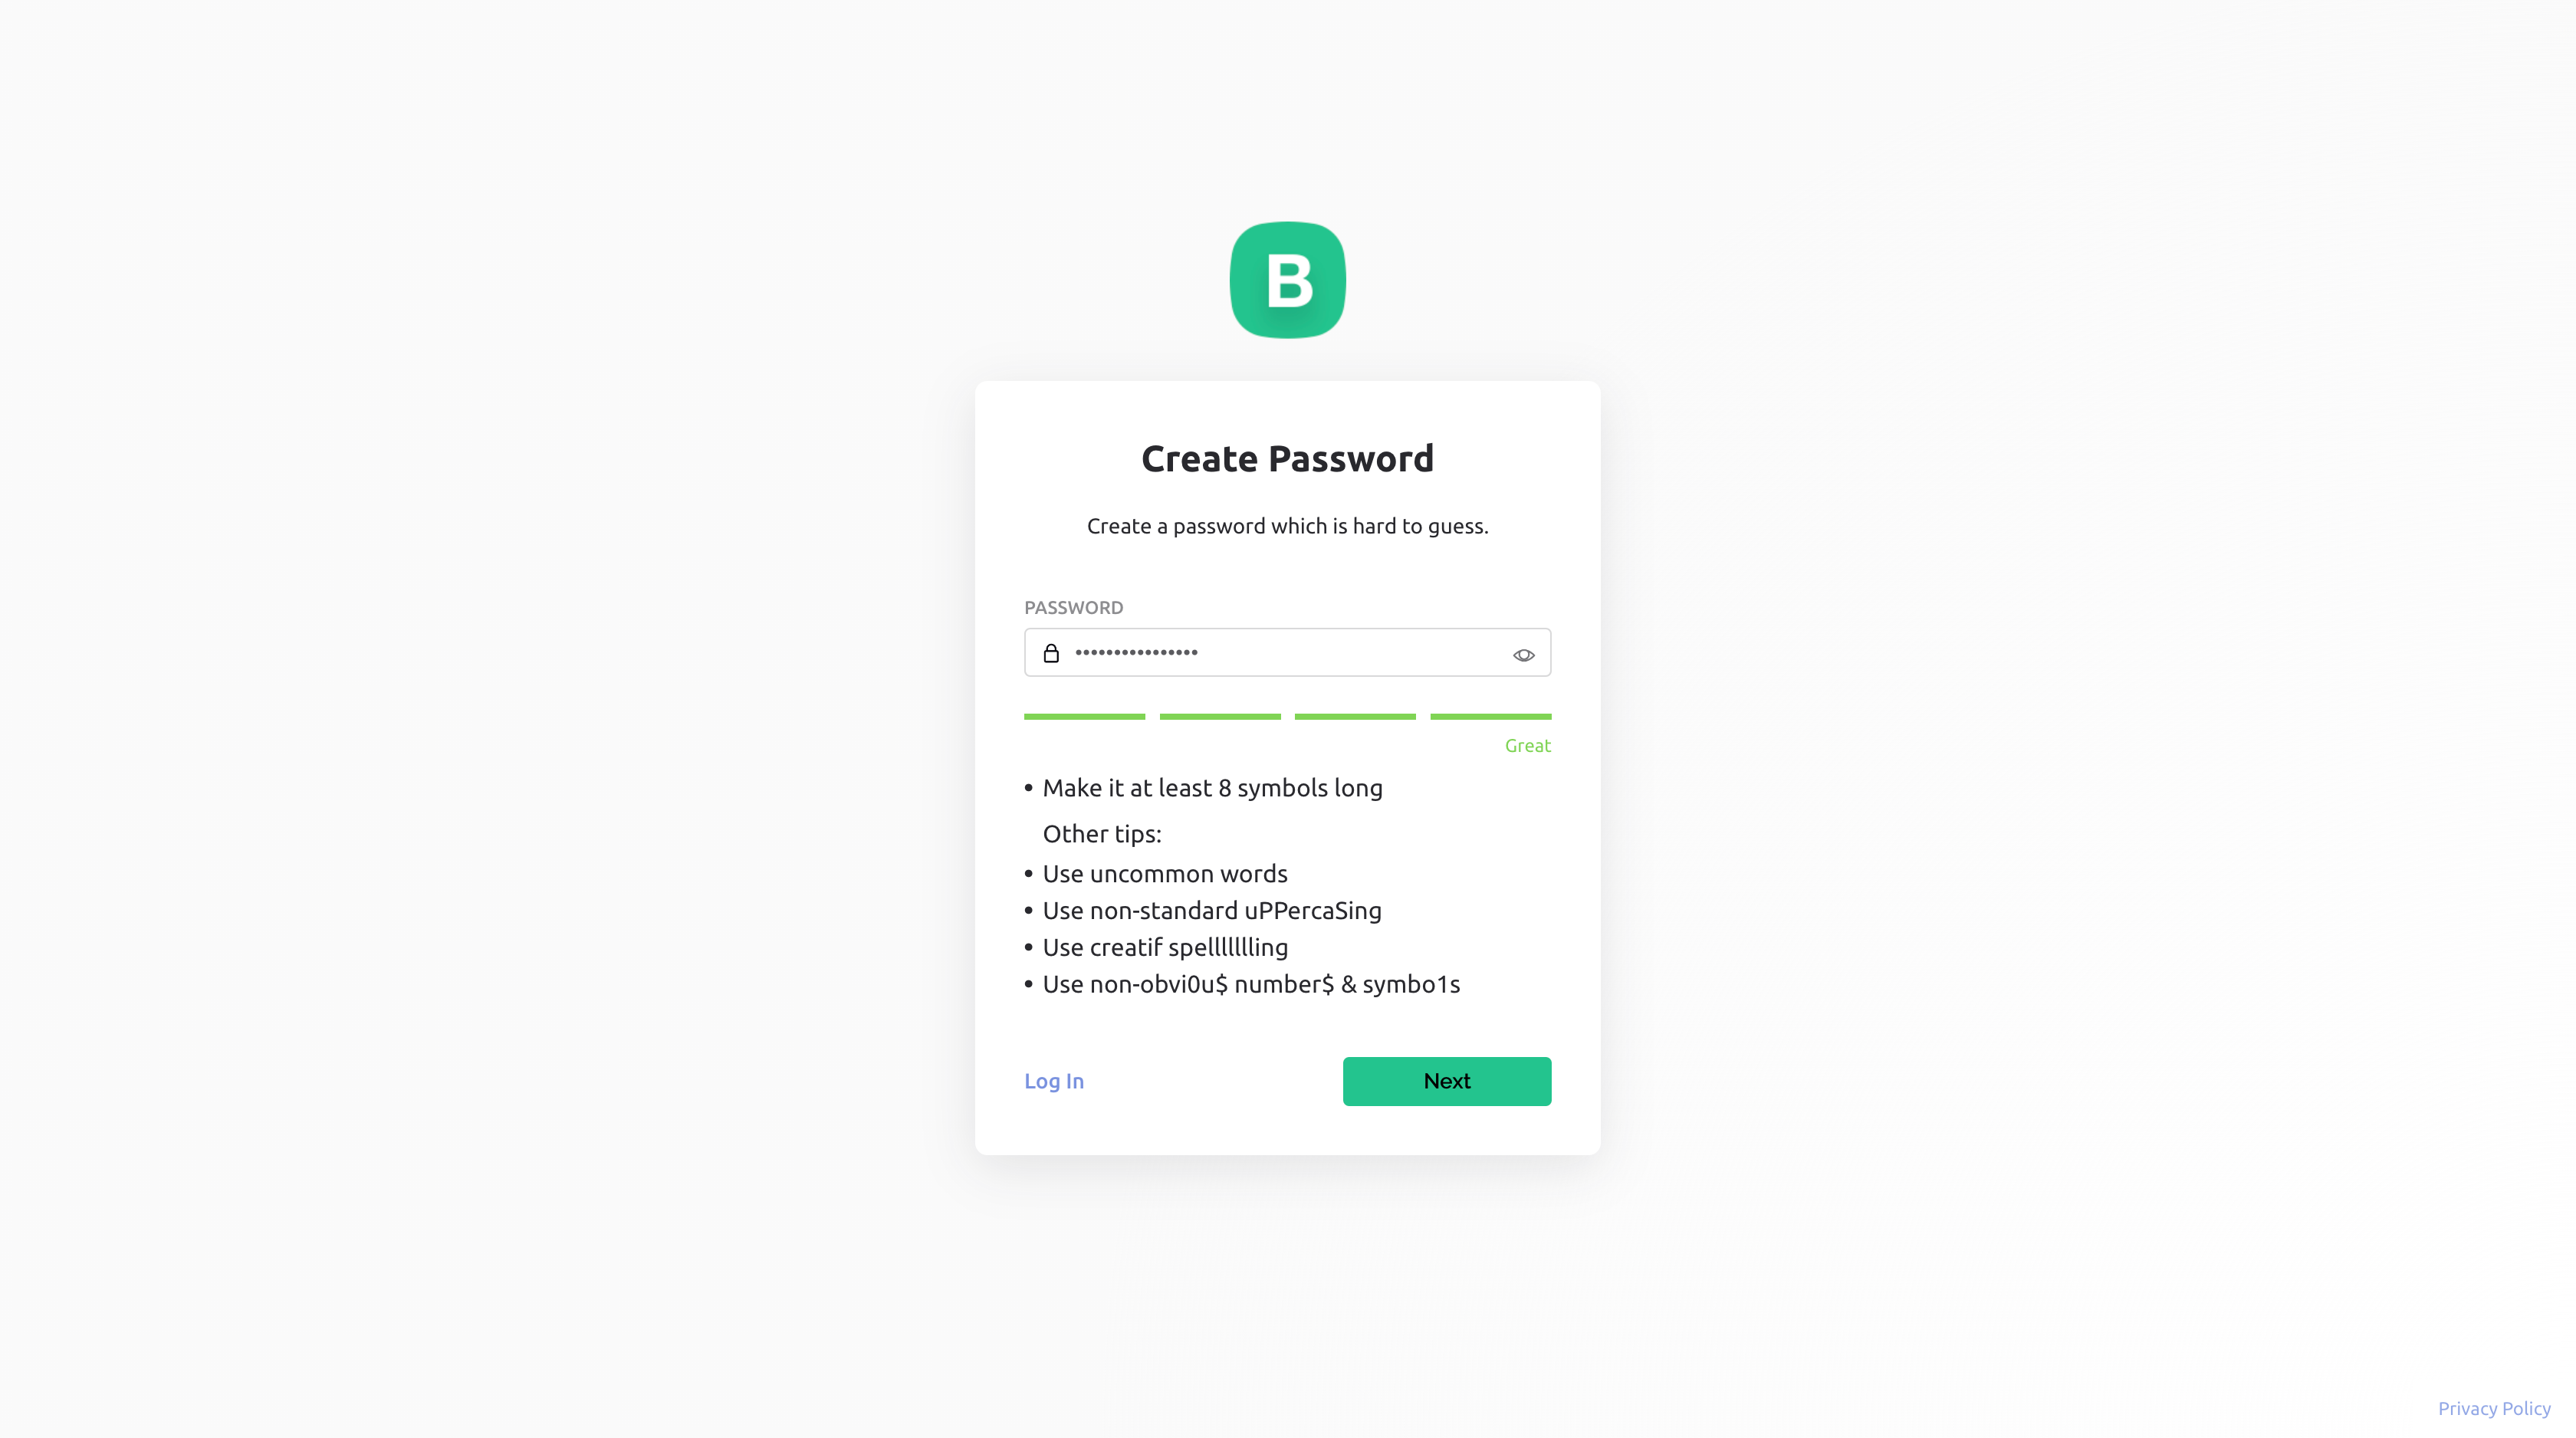 B
Create Password
Create a password which is hard to guess.
PASSWORD
••••••••••••••••
Great
• Make it at least 8 symbols long
Other tips:
• Use uncommon words
• Use non-standard uPPercaSing
• Use creatif spellllllling
• Use non-obvi0u$ number$ & symbo1s
Log In
Next
Privacy Policy